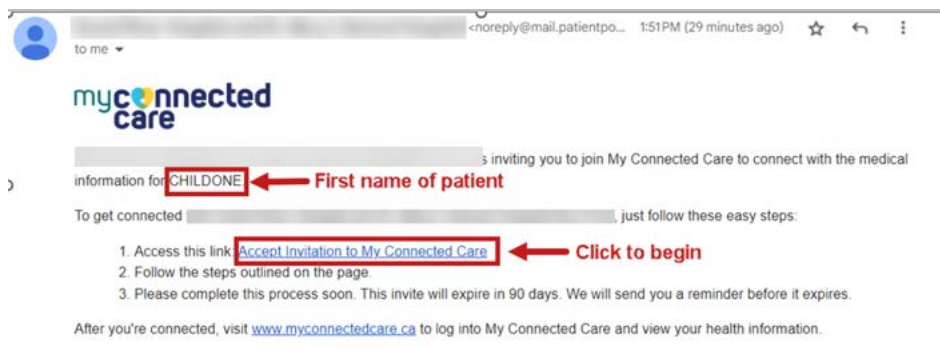 <noreply@mail.patientpo... 1:51 PM (29 minutes ago)
to me
myconnected
care
s inviting you to join My Connected Care to connect with the medical
information for CHILDONE. First name of patient
To get connected , just follow these easy steps:
1. Access this link: Accept Invitation to My Connected Care Click to begin
2. Follow the steps outlined on the page.
3. Please complete this process soon. This invite will expire in 90 days. We will send you a reminder before it expires.
After you're connected, visit www.myconnectedcare.ca to log into My Connected Care and view your health information.